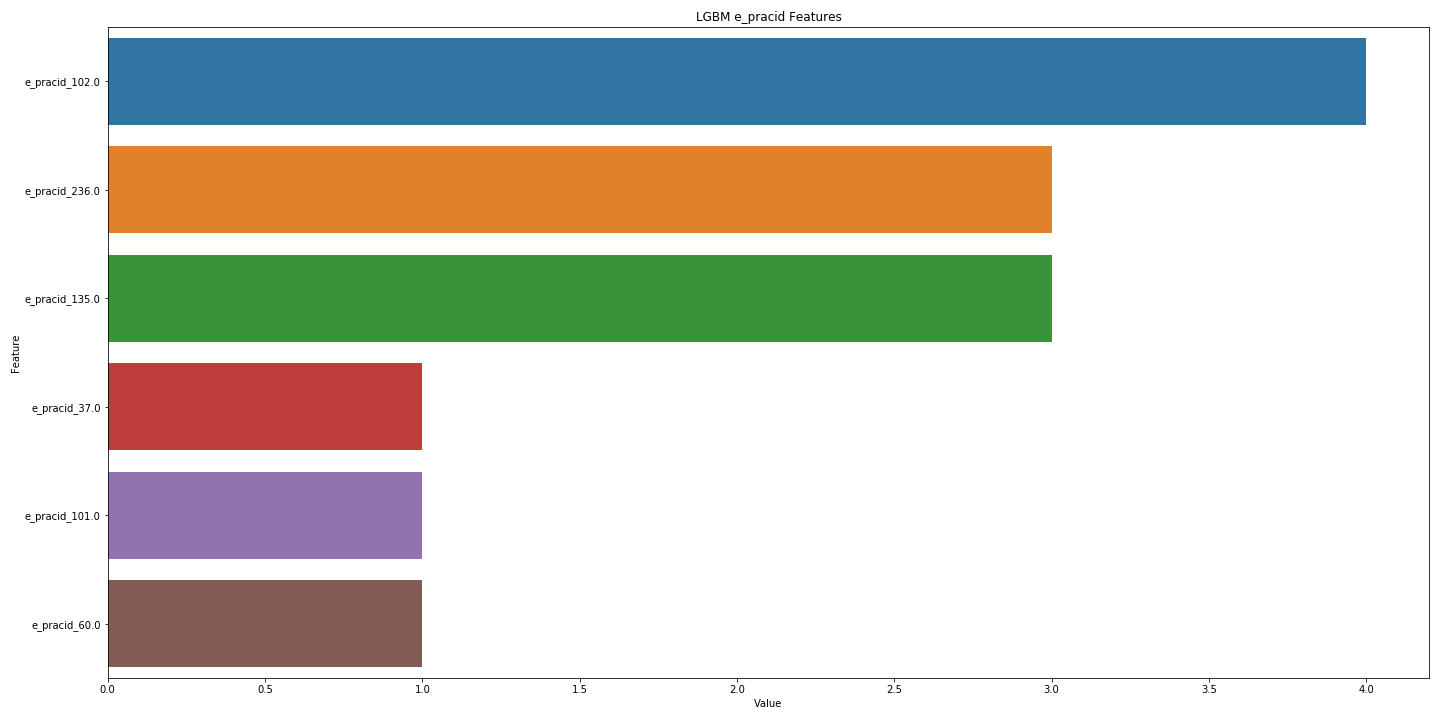 LGBM e_pracid Features
e_pracid_102.0
e_pracid_236.0
e_pracid_135.0
e_pracid_37.0
e_pracid_101.0
e_pracid_60.0
Feature
0.0 0.5 1.0 1.5 2.0 2.5 3.0 3.5 4.0
Value